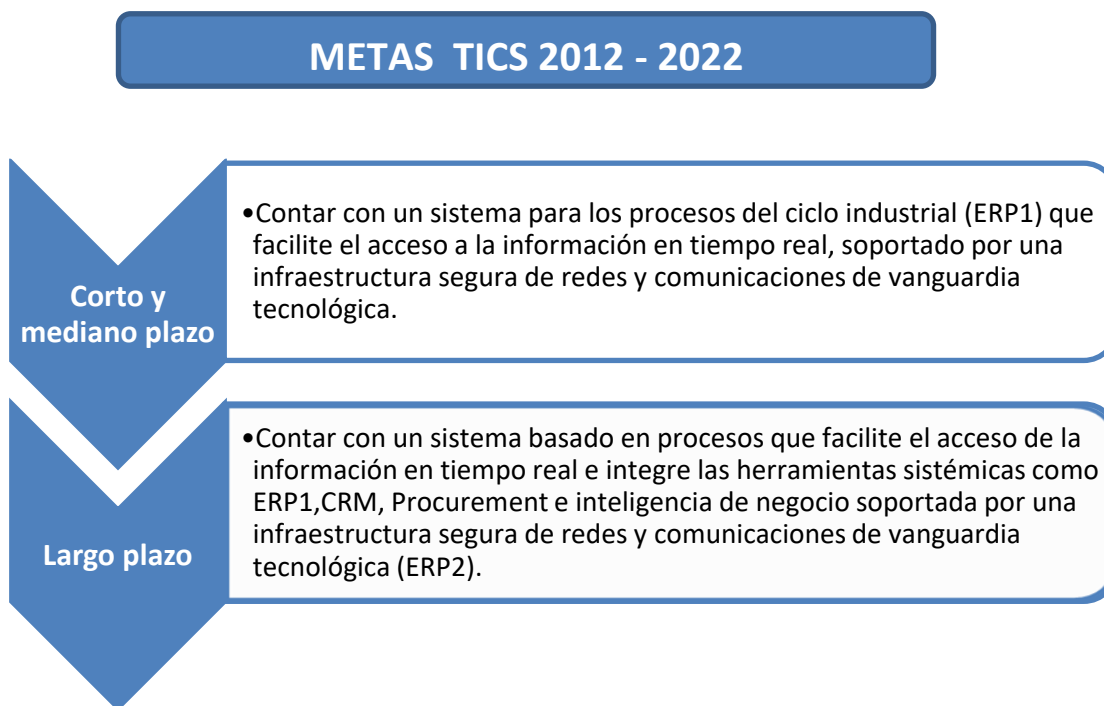 METAS  TICS 2012 - 2022
Corto y
mediano plazo
•Contar con un sistema para los procesos del ciclo industrial (ERP1) que
facilite el acceso a la información en tiempo real, soportado por una
infraestructura segura de redes y comunicaciones de vanguardia
tecnológica.
Largo plazo
•Contar con un sistema basado en procesos que facilite el acceso de la
información en tiempo real e integre las herramientas sistémicas como
ERP1,CRM, Procurement e inteligencia de negocio soportada por una
infraestructura segura de redes y comunicaciones de vanguardia
tecnológica (ERP2).